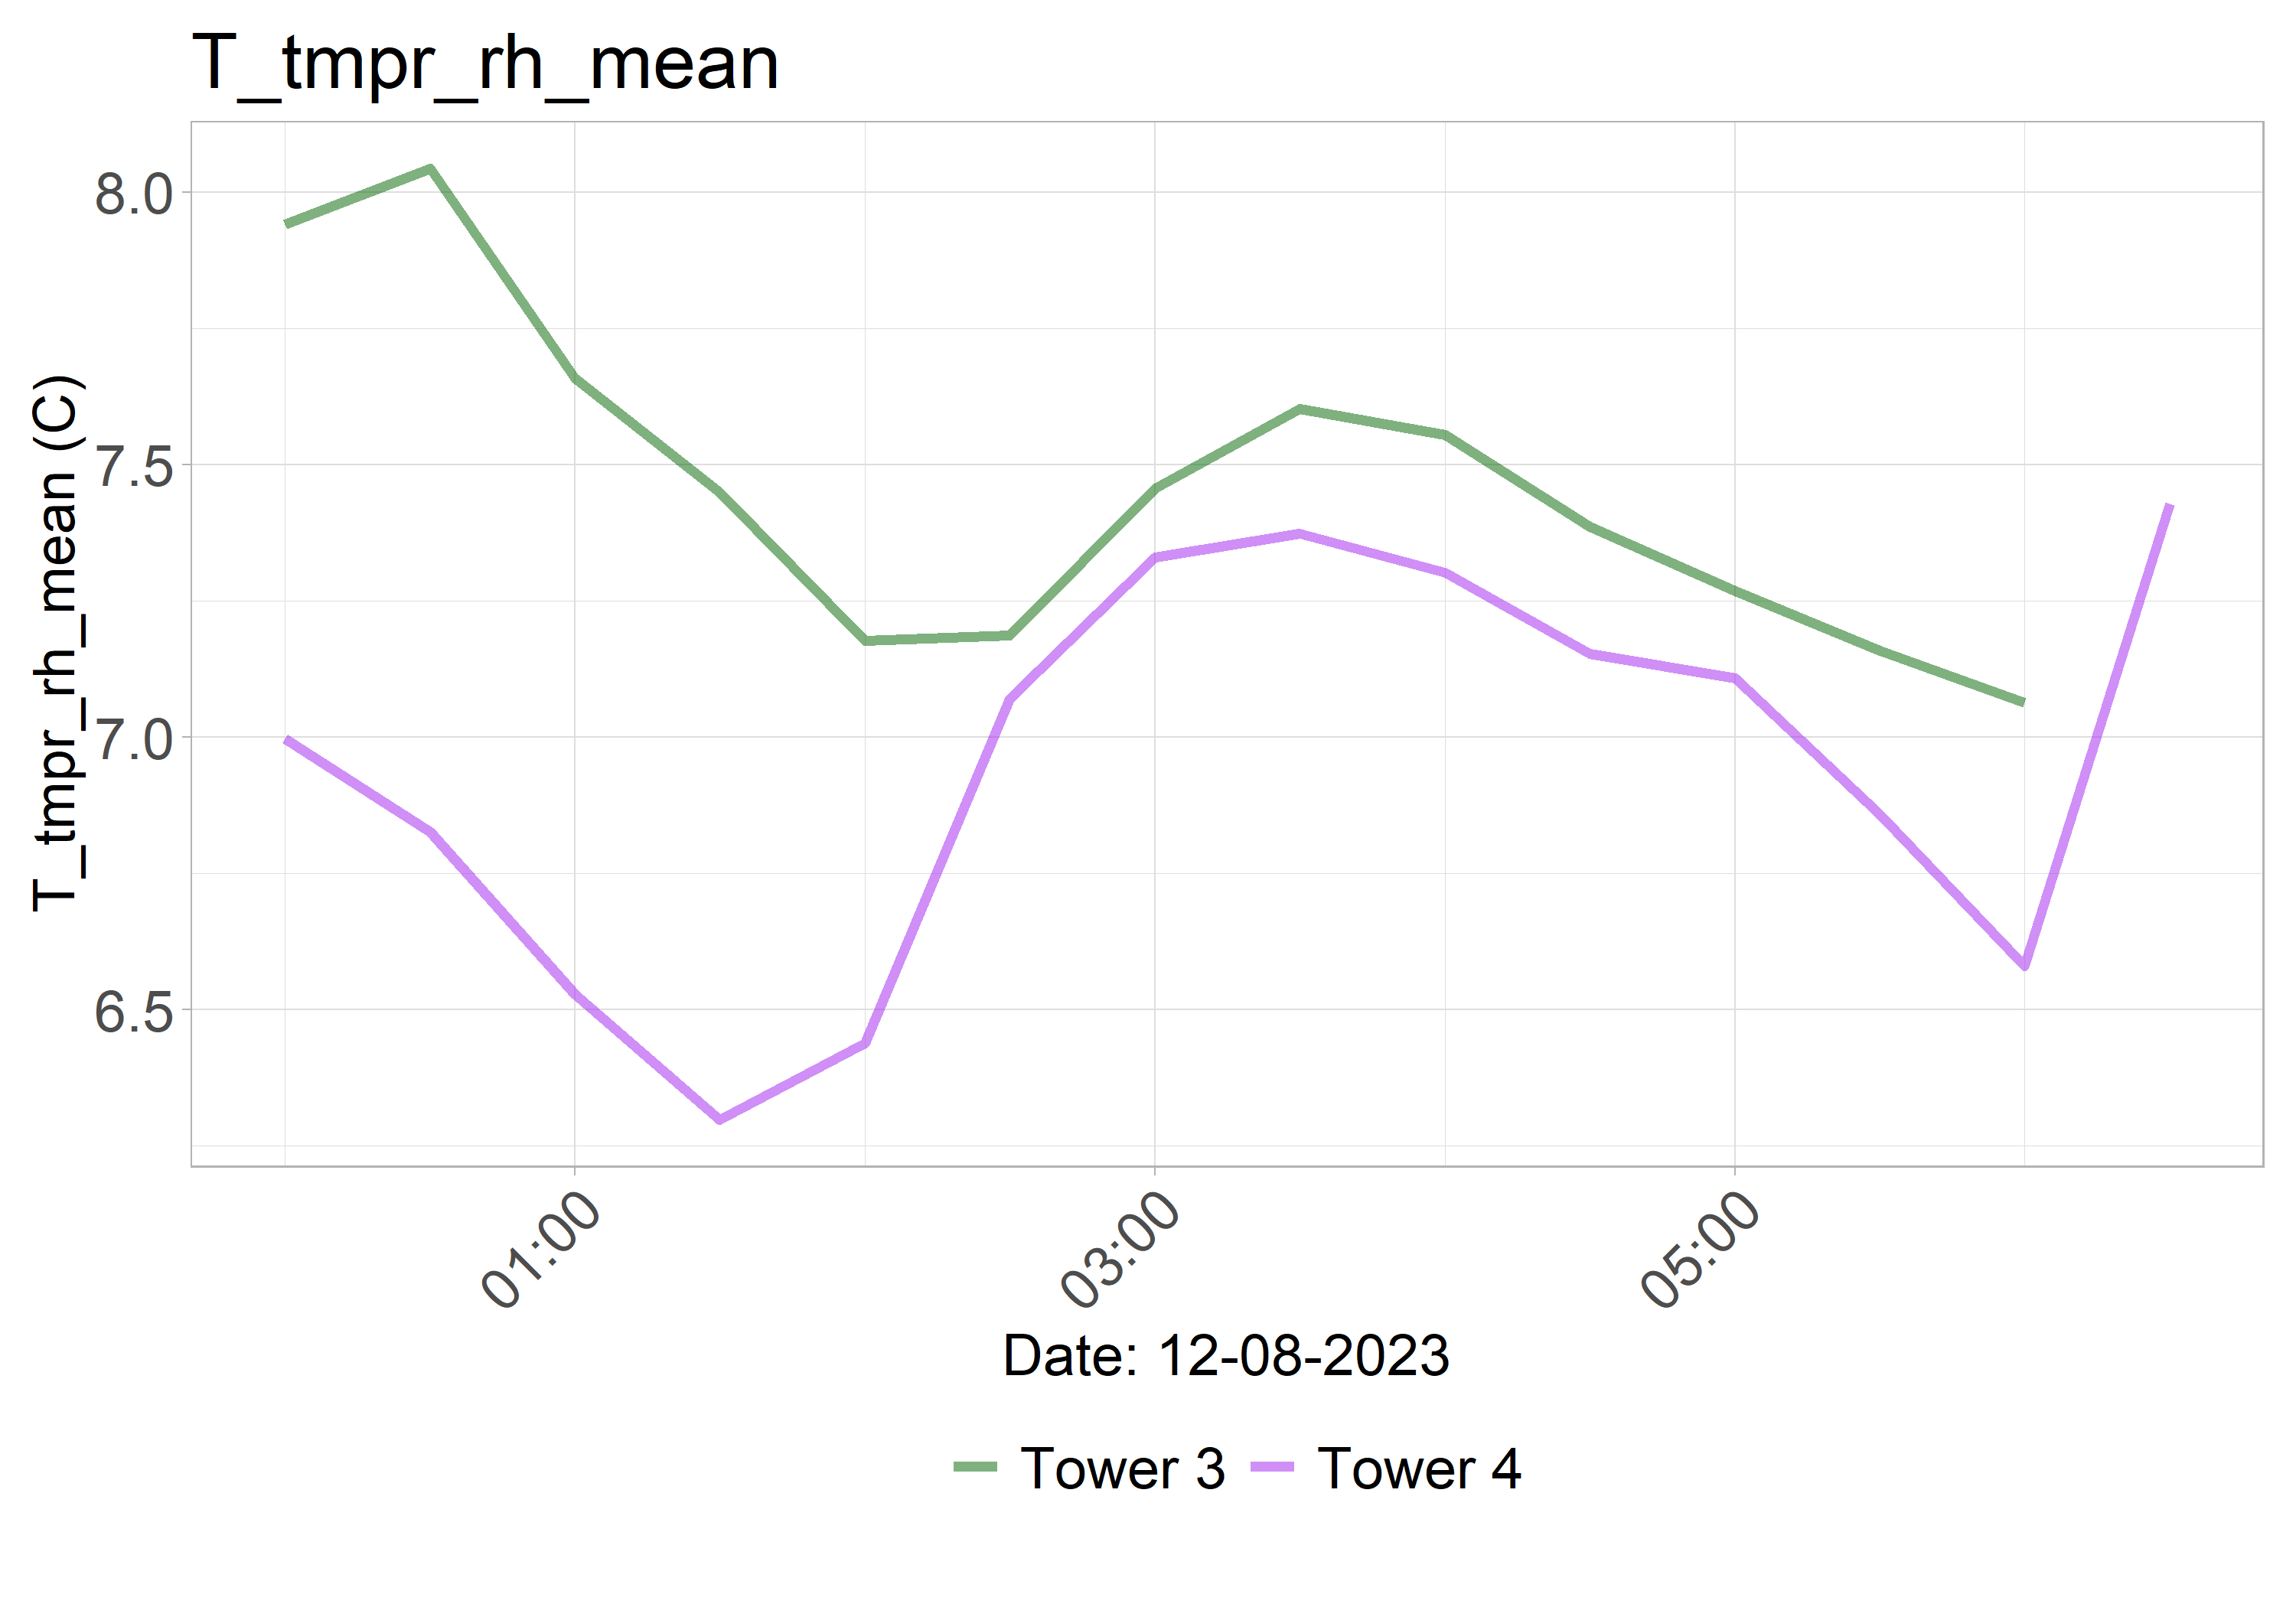 T_tmpr_rh_mean
T_tmpr_rh_mean (C)
8.0
7.5
7.0
6.5
01:00
03:00
05:00
Date: 12-08-2023
Tower 3 Tower 4